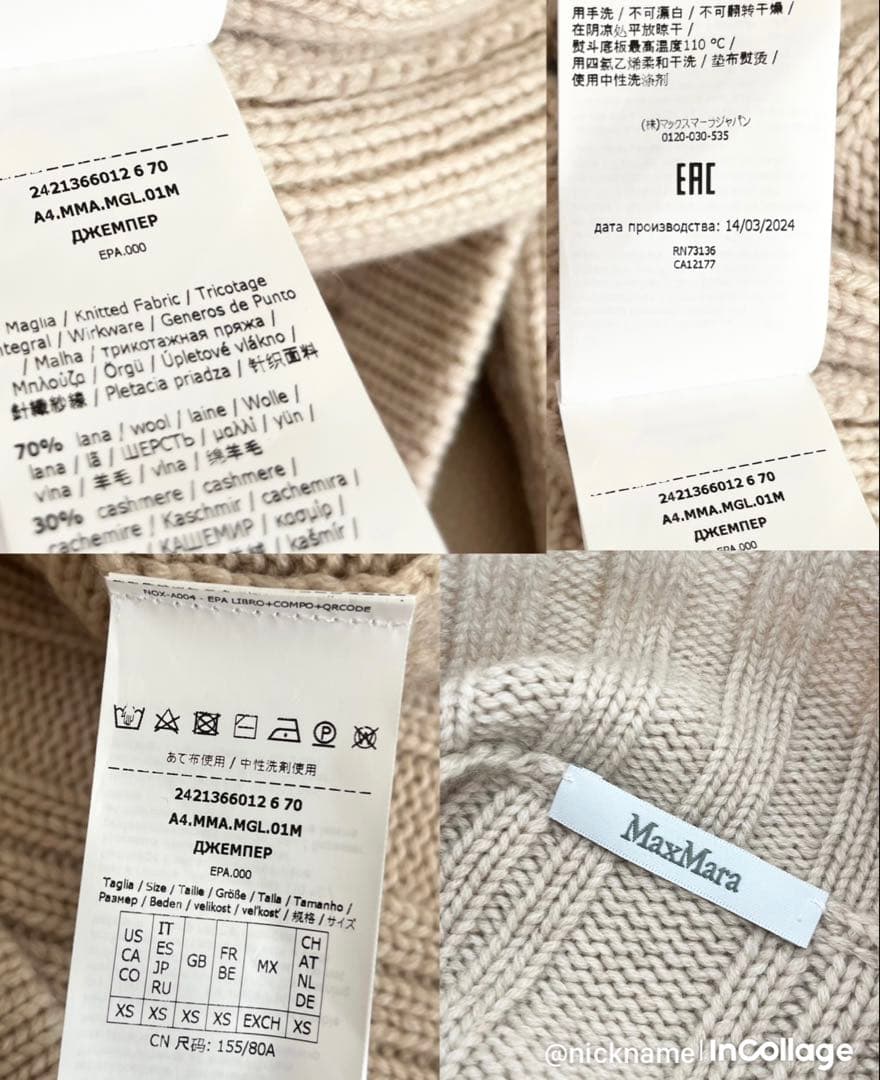 2421366012 6 70
A4.MMA.MGL.01M
ДЖЕМПЕР
EPA.000
Maglia / Knitted Fabric / Tricotage
ntegral / Wirkware / Generos de Punto
/ Malha / трикотажная пряжа /
Μπλούζα / Örgü / Úpletové vlákno /
針織紗線 / Pletacia priadza / 针织面料
70% lana / wool / laine / Wolle /
lana / lã / ШЕРСТЬ / μαλλί / yün /
vlna / 羊毛 / vlna / 绵羊毛
30% cashmere / cashmere /
cachemire / Kaschmir / cachemira /
КАШЕМИР / κασμίρ /
/ kašmír /
用手洗 / 不可漂白 / 不可翻转干燥 /
在阴凉处平放晾干 /
熨斗底板最高温度110 °C /
用四氯乙烯柔和干洗 / 垫布熨烫 /
使用中性洗涤剂
(株)マックスマーラジャパン
0120-030-535
EAC
дата производства: 14/03/2024
RN73136
CA12177
2421366012 6 70
A4.MMA.MGL.01M
ДЖЕМПЕР
EPA.000
NOX-A004 - EPA LIBRO+COMPO+QRCODE
P
W
あて布使用 / 中性洗剤使用
2421366012 6 70
A4.MMA.MGL.01M
ДЖЕМПЕР
EPA.000
Taglia / Size / Taille / Größe / Talla / Tamanho /
Размер / Beden / velikost / veľkosť / 規格 / サイズ
US CA CO IT ES JP RU GB FR BE MX CH AT NL DE
XS XS XS XS EXCH XS
CN 尺码: 155/80A
MaxMara
@nickname InCollage